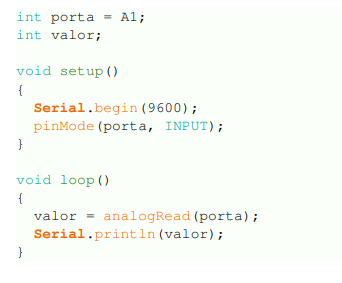 int porta = A1;
int valor;

void setup()
{
  Serial.begin(9600);
  pinMode(porta, INPUT);
}

void loop()
{
  valor = analogRead(porta);
  Serial.println(valor);
}